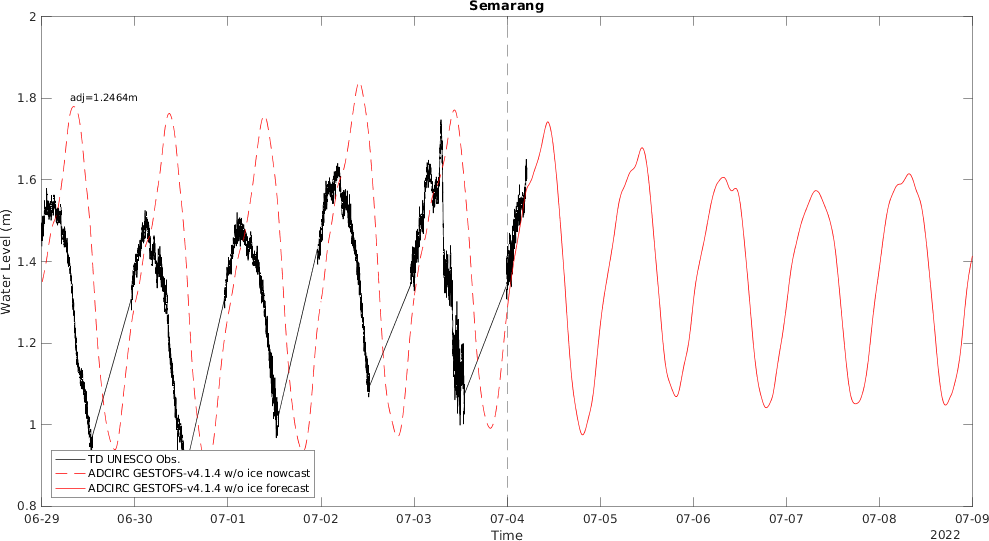 Semarang
2
1.8
1.6
1.4
1.2
1
0.8
Water Level (m)
adj=1.2464m
TD UNESCO Obs.
ADCIRC GESTOFS-v4.1.4 w/o ice nowcast
ADCIRC GESTOFS-v4.1.4 w/o ice forecast
06-29 06-30 07-01 07-02 07-03 07-04 07-05 07-06 07-07 07-08 07-09
Time
2022